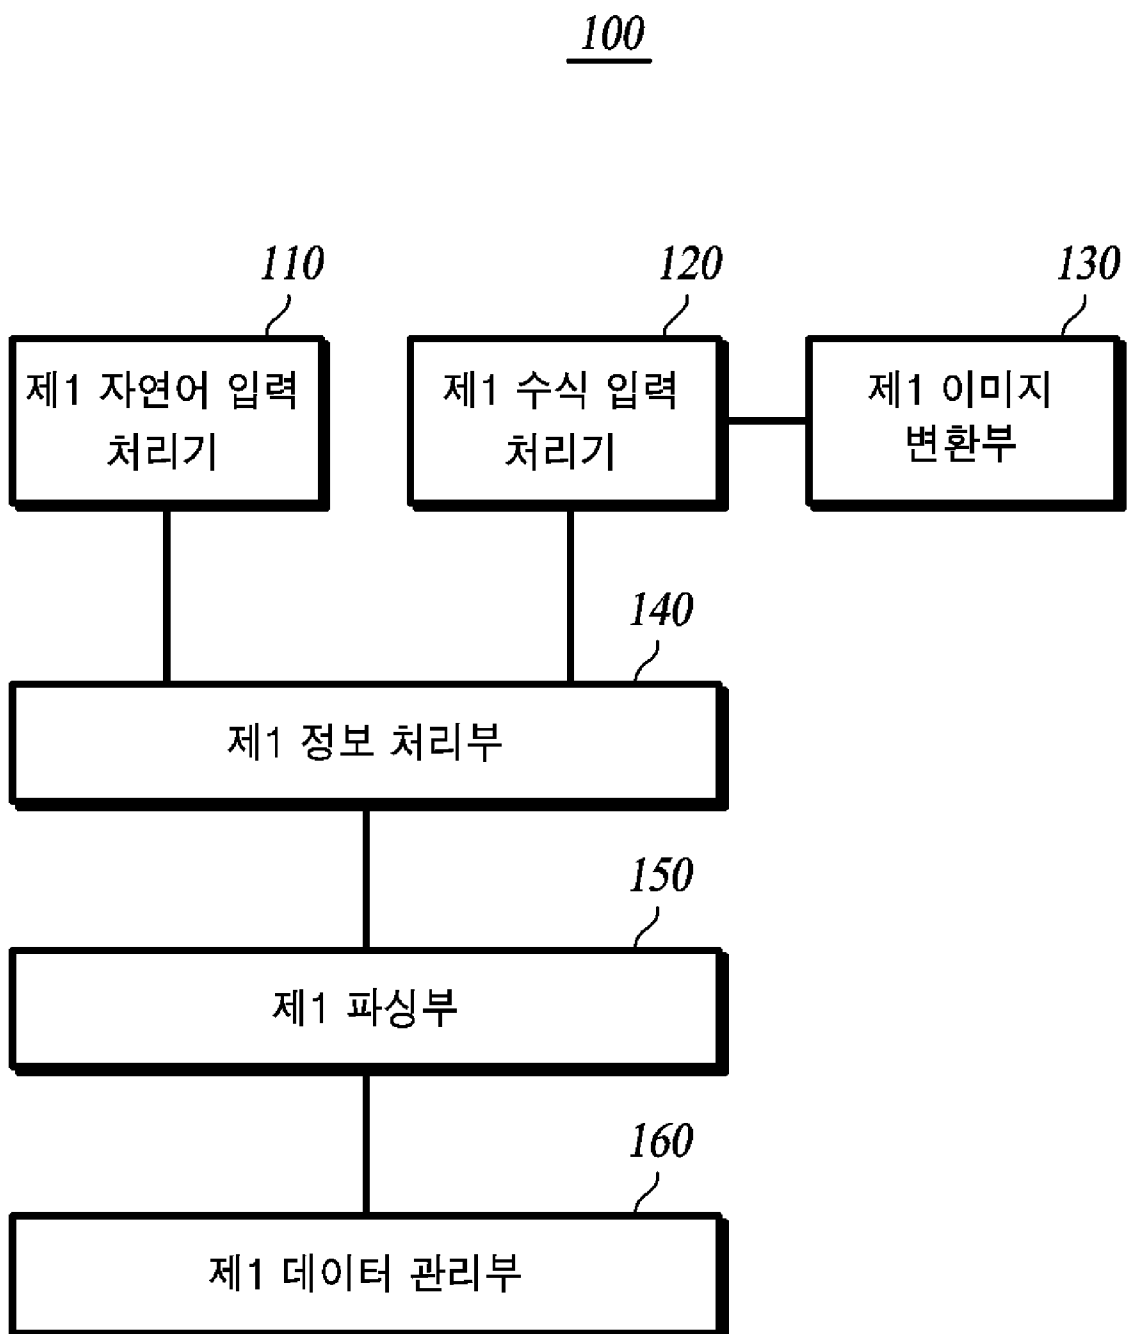 100
110
120
130
제1 자연어 입력
처리기
제1 수식 입력
처리기
제1 이미지
변환부
140
제1 정보 처리부
150
제1 파싱부
160
제1 데이터 관리부